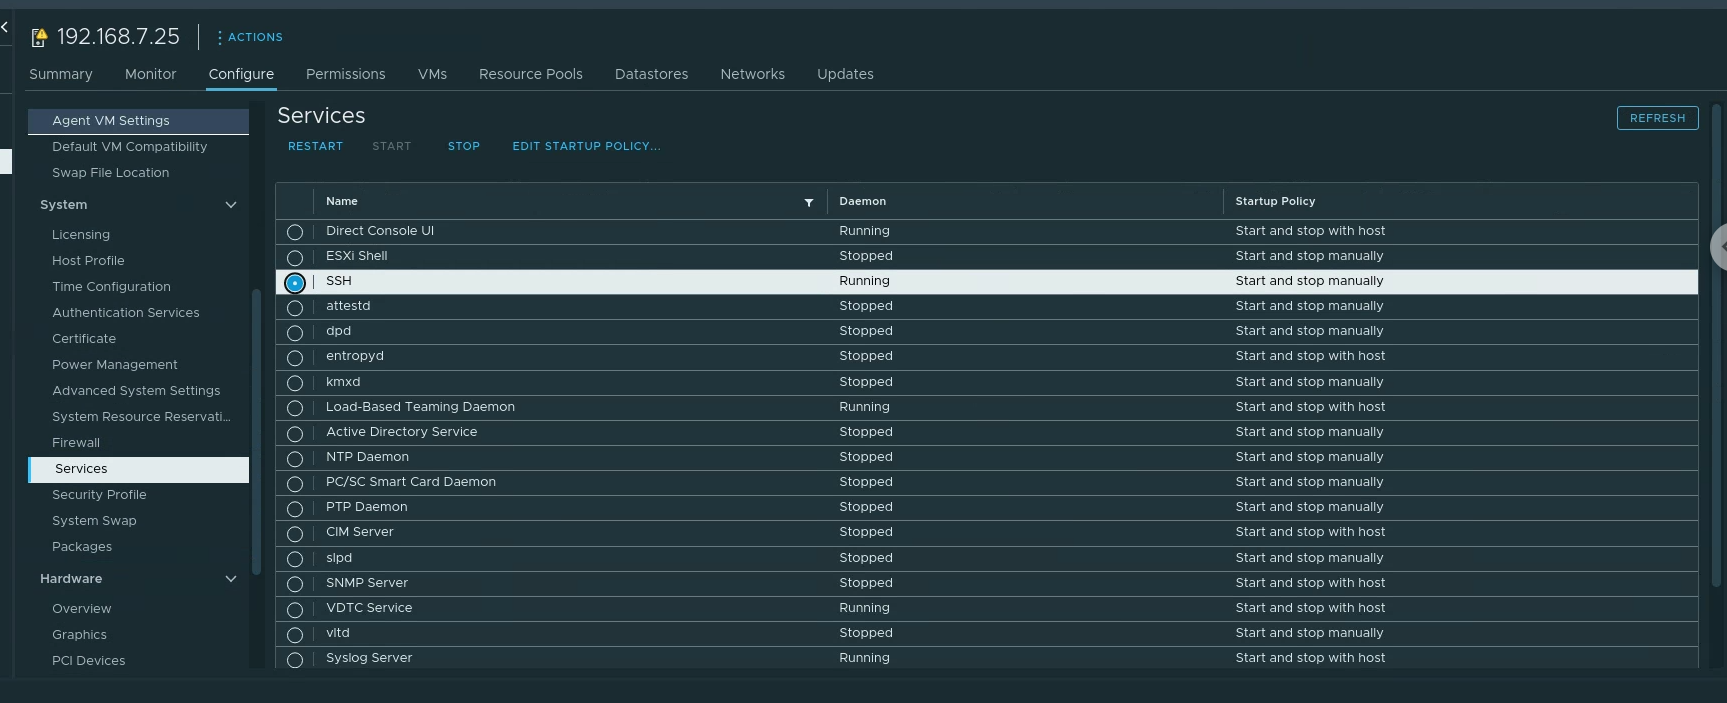 192.168.7.25 ACTIONS
Summary Monitor Configure Permissions VMs Resource Pools Datastores Networks Updates
Agent VM Settings
Default VM Compatibility
Swap File Location
System
Licensing
Host Profile
Time Configuration
Authentication Services
Certificate
Power Management
Advanced System Settings
System Resource Reservati...
Firewall
Services
Security Profile
System Swap
Packages
Hardware
Overview
Graphics
PCI Devices
Services
REFRESH
RESTART START STOP EDIT STARTUP POLICY...
Name Daemon Startup Policy
Direct Console UI Running Start and stop with host
ESXi Shell Stopped Start and stop manually
SSH Running Start and stop manually
attestd Stopped Start and stop manually
dpd Stopped Start and stop manually
entropyd Stopped Start and stop with host
kmxd Stopped Start and stop manually
Load-Based Teaming Daemon Running Start and stop with host
Active Directory Service Stopped Start and stop manually
NTP Daemon Stopped Start and stop manually
PC/SC Smart Card Daemon Stopped Start and stop manually
PTP Daemon Stopped Start and stop manually
CIM Server Stopped Start and stop with host
slpd Stopped Start and stop manually
SNMP Server Stopped Start and stop with host
VDTC Service Running Start and stop with host
vltd Stopped Start and stop manually
Syslog Server Running Start and stop with host